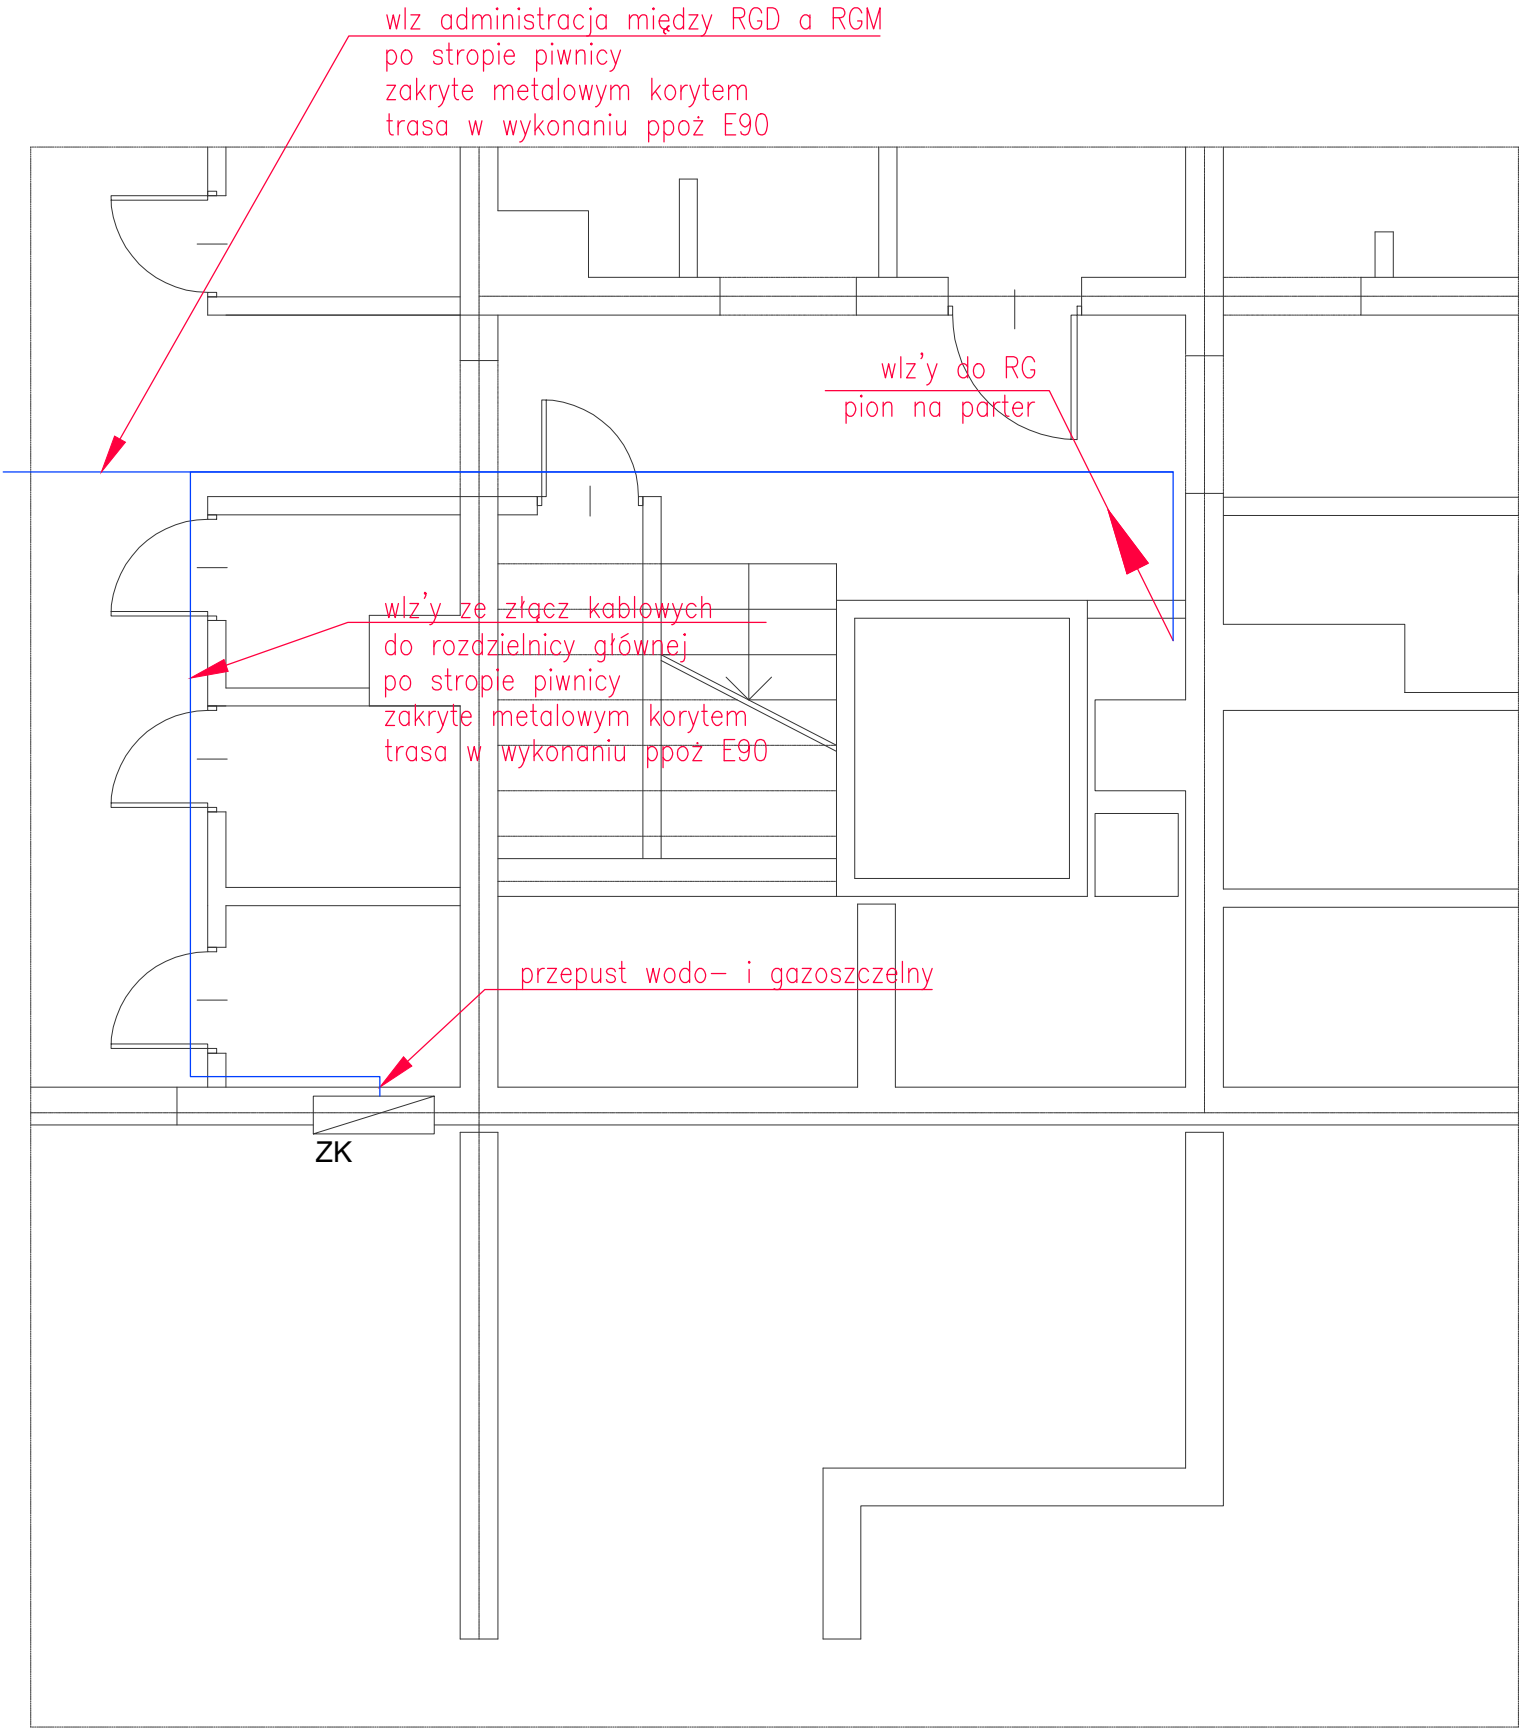 wlz administracja między RGD a RGM
po stropie piwnicy
zakryte metalowym korytem
trasa w wykonaniu ppoż E90
wlz'y do RG
pion na parter
wlz'y ze złącz kablowych
do rozdzielnicy głównej
po stropie piwnicy
zakryte metalowym korytem
trasa w wykonaniu ppoż E90
przepust wodo- i gazoszczelny
ZK